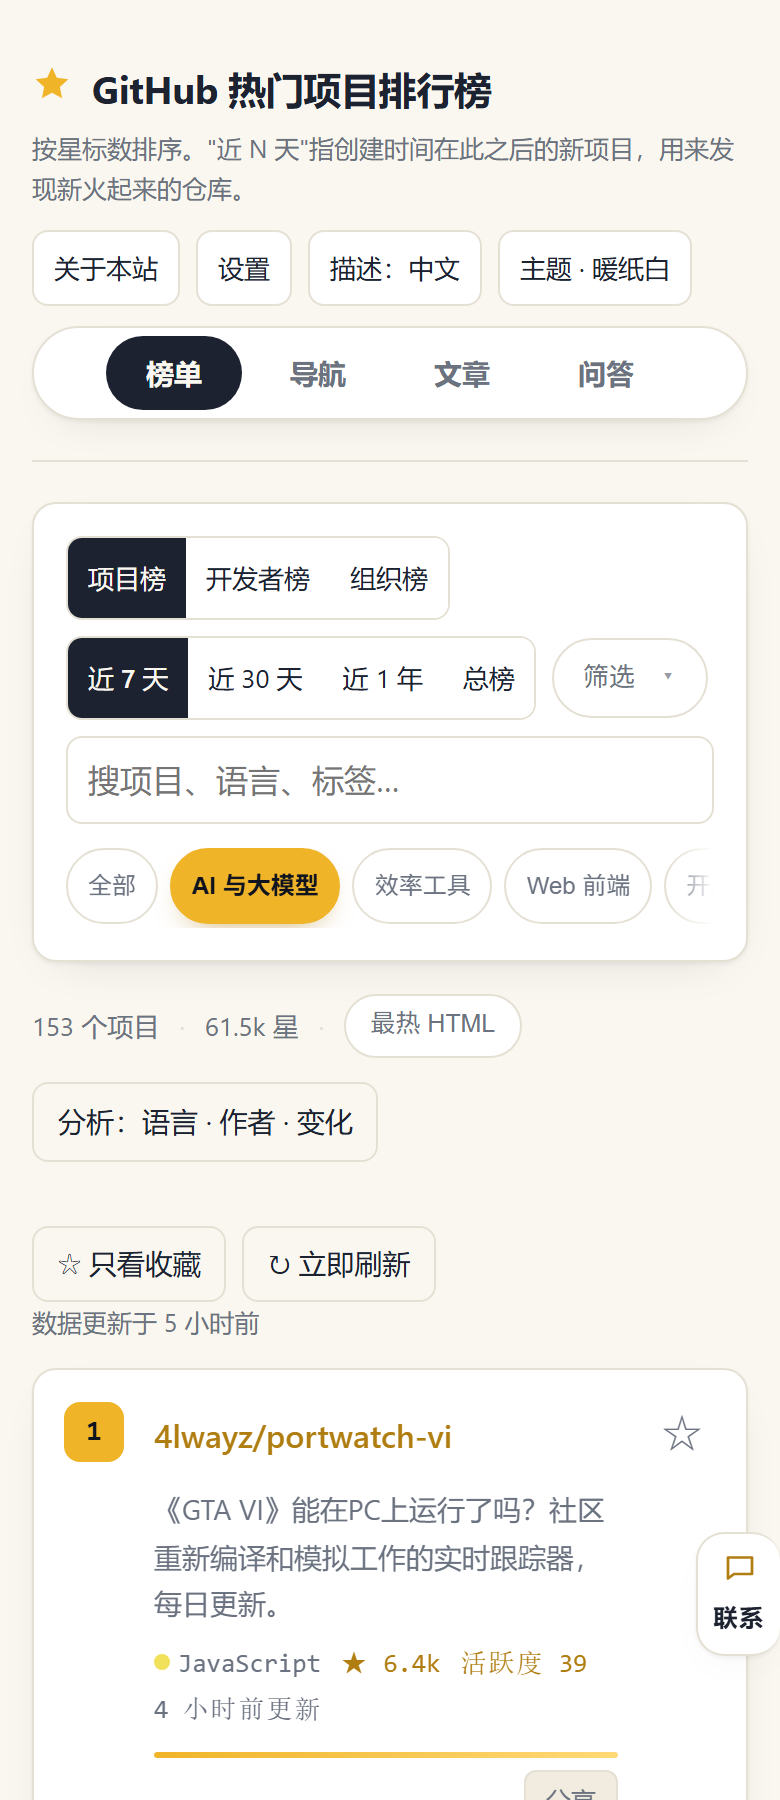 GitHub 热门项目排行榜
按星标数排序。"近 N 天"指创建时间在此之后的新项目，用来发
现新火起来的仓库。
关于本站 设置 描述：中文 主题 · 暖纸白
榜单 导航 文章 问答
项目榜 开发者榜 组织榜
近 7 天 近 30 天 近 1 年 总榜 筛选 ▾
搜项目、语言、标签...
全部 AI 与大模型 效率工具 Web 前端 开
153 个项目 · 61.5k 星 · 最热 HTML
分析：语言 · 作者 · 变化
☆ 只看收藏 ↻ 立即刷新
数据更新于 5 小时前
1 4lwayz/portwatch-vi ☆
《GTA VI》能在PC上运行了吗？社区
重新编译和模拟工作的实时跟踪器，
每日更新。
联系
JavaScript ★ 6.4k 活跃度 39
4 小时前更新
分享